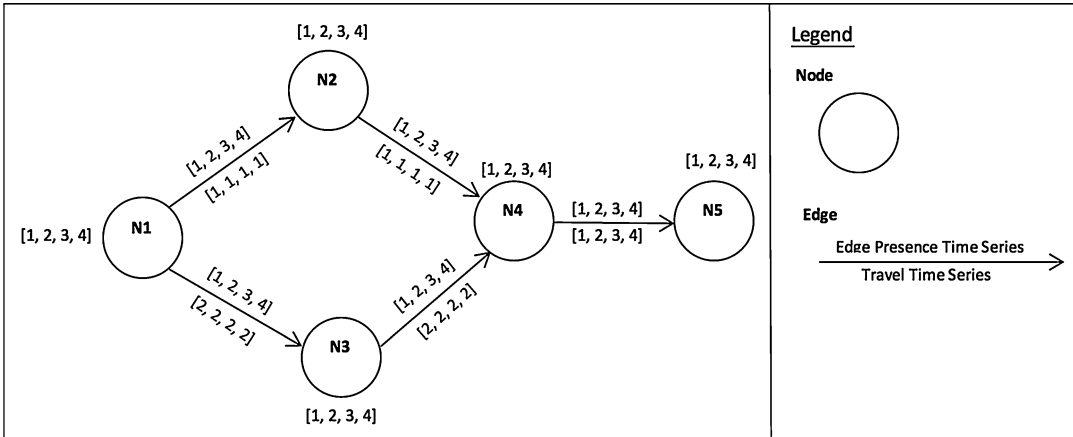 [1, 2, 3, 4]
N2
[1, 2, 3, 4]
[1, 1, 1, 1]
[1, 2, 3, 4]
[1, 1, 1, 1]
[1, 2, 3, 4]
N1
[1, 2, 3, 4]
N4
[1, 2, 3, 4]
[1, 2, 3, 4]
[1, 2, 3, 4]
N5
[1, 2, 3, 4]
[2, 2, 2, 2]
[1, 2, 3, 4]
[2, 2, 2, 2]
N3
[1, 2, 3, 4]
Legend
Node
Edge
Edge Presence Time Series
Travel Time Series